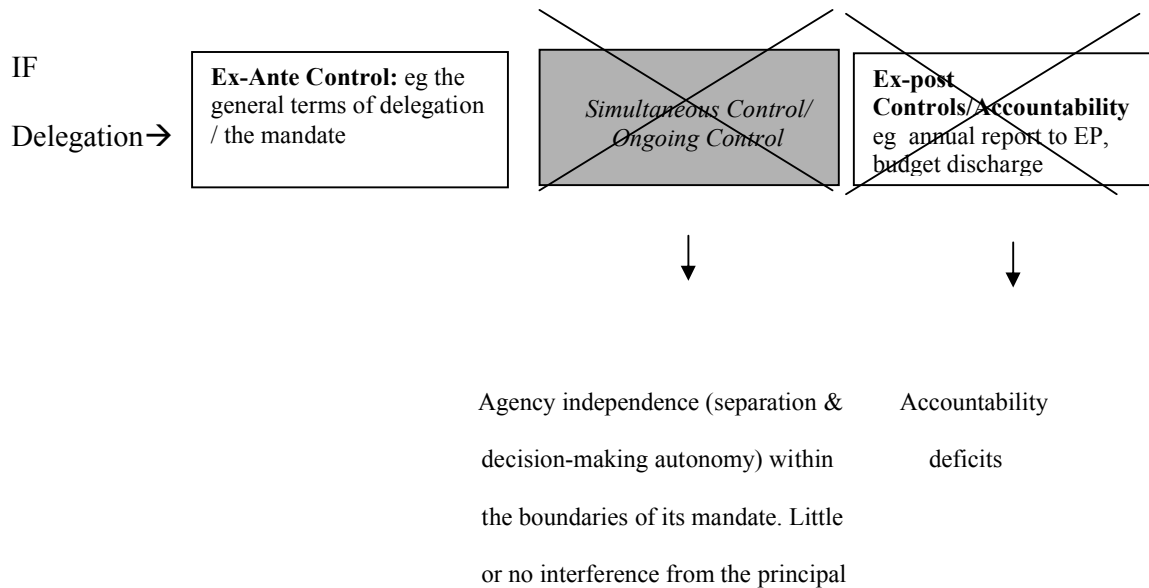 IF
Delegation→
Ex-Ante Control: eg the
general terms of delegation
/ the mandate
Simultaneous Control/
Ongoing Control
Ex-post
Controls/Accountability
eg  annual report to EP,
budget discharge
Agency independence (separation &
decision-making autonomy) within
the boundaries of its mandate. Little
or no interference from the principal
Accountability
deficits